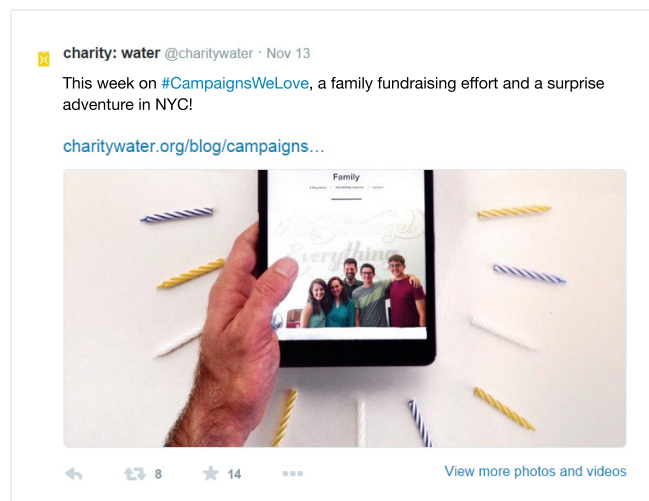 charity: water @charitywater · Nov 13
This week on #CampaignsWeLove, a family fundraising effort and a surprise
adventure in NYC!
charitywater.org/blog/campaigns…
Family
Everything
8
14
View more photos and videos